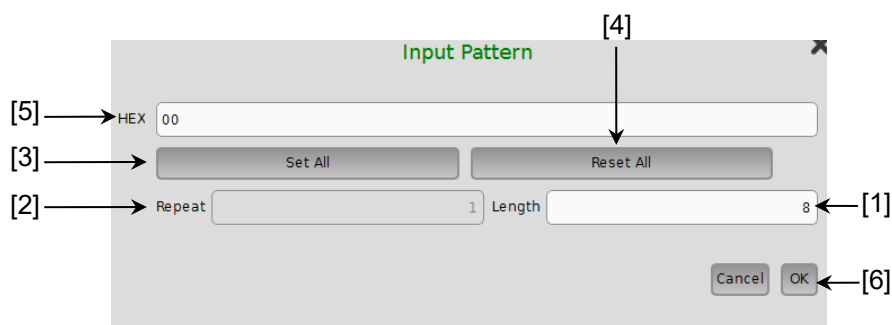 [4]
Input Pattern
[5] HEX 00
[3] Set All Reset All
[2] Repeat 1 Length 8 [1]
Cancel OK [6]